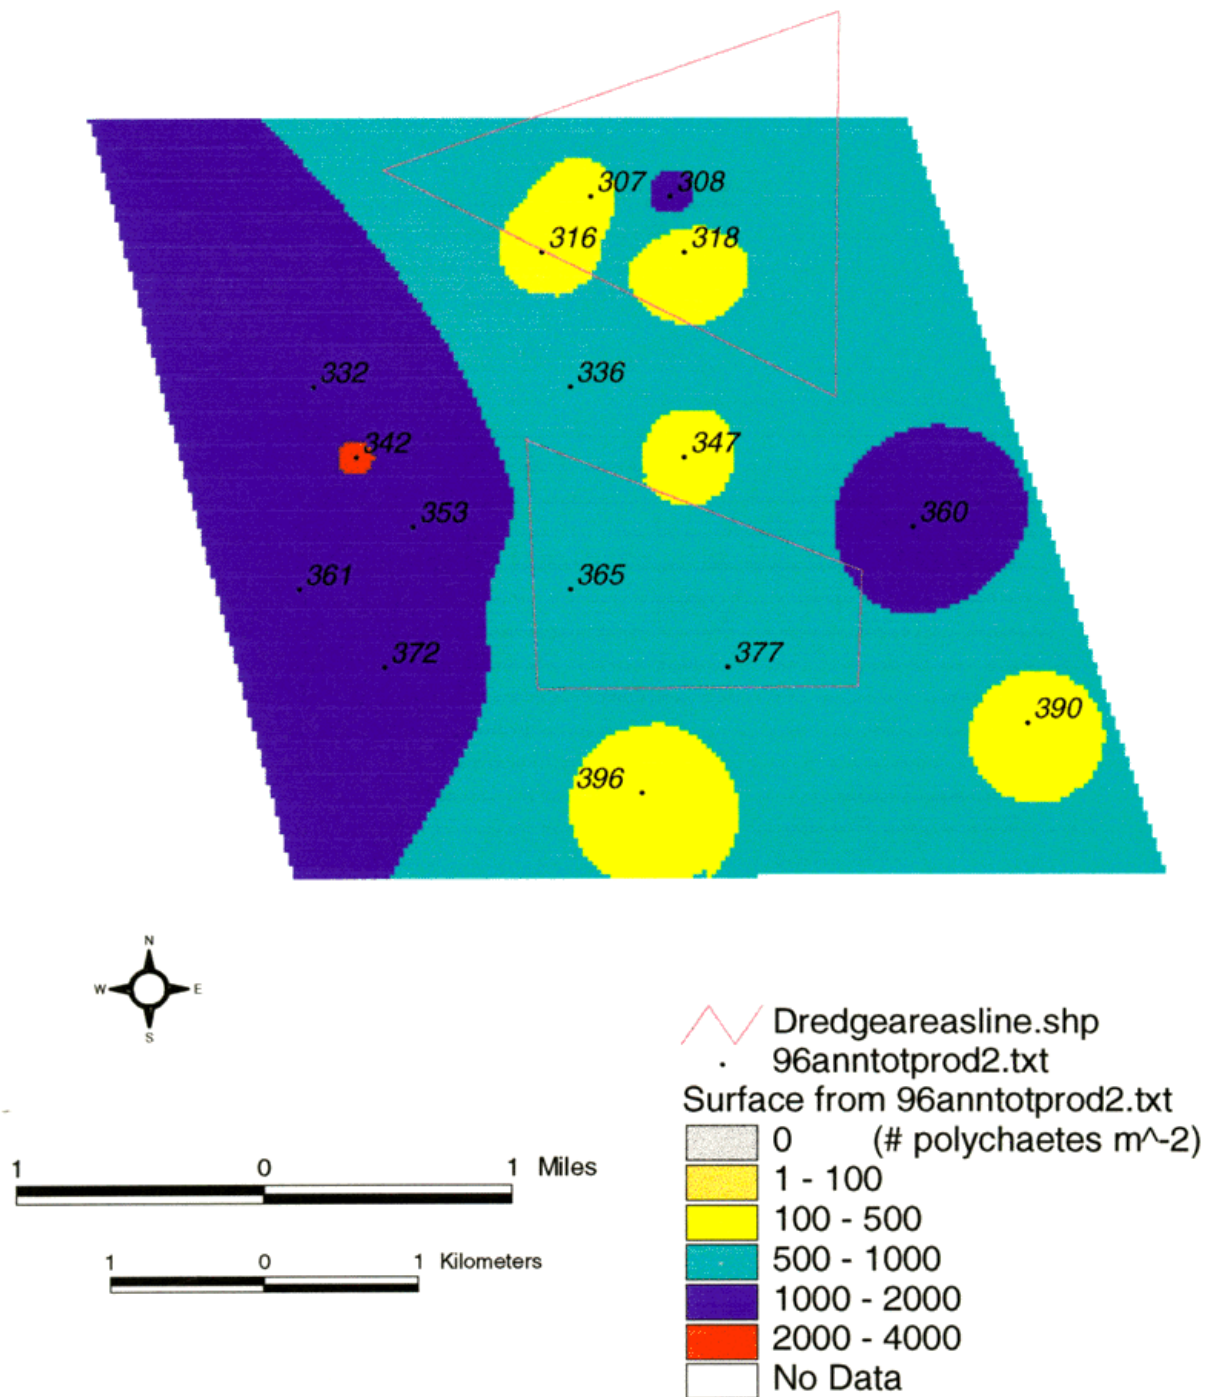 307 308
316 318
332 336
342 347
353 360
361 365
372 377
390
396
N
W E
S
Dredgeareasline.shp
96anntotprod2.txt
Surface from 96anntotprod2.txt
0 (# polychaetes m^-2)
1 - 100
100 - 500
500 - 1000
1000 - 2000
2000 - 4000
No Data
1 0 1 Miles
1 0 1 Kilometers